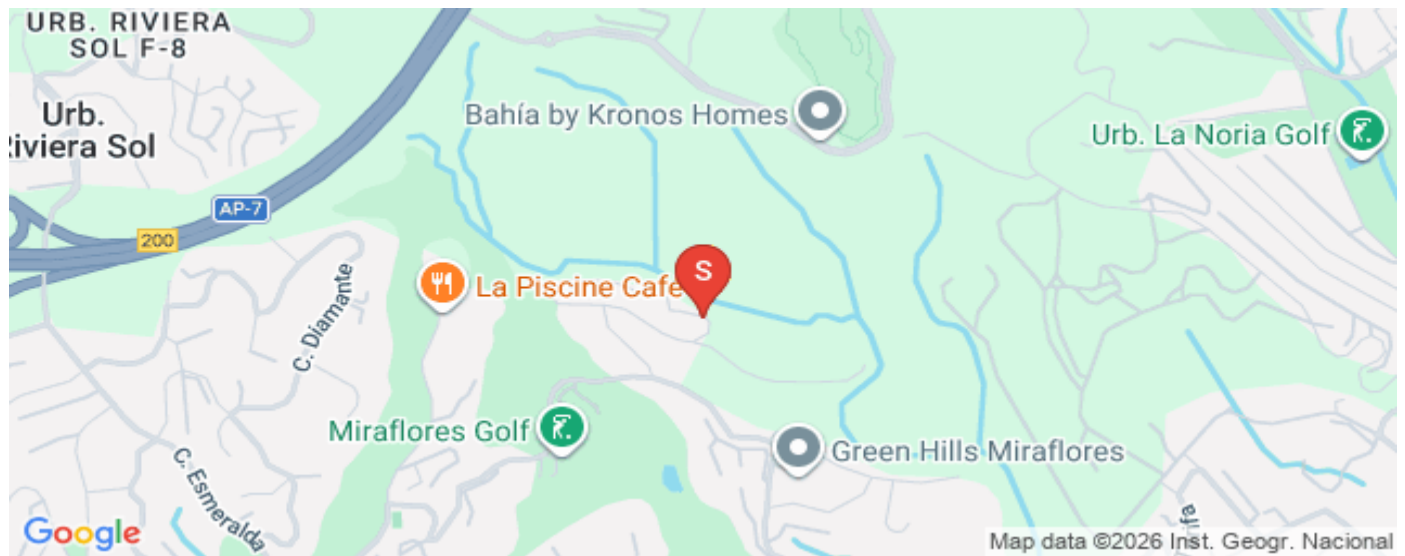 URB. RIVIERA
SOL F-8
Urb.
Riviera Sol
AP-7
200
Bahía by Kronos Homes
Urb. La Noria Golf
C. Diamante
La Piscine Cafe
S
Miraflores Golf
Green Hills Miraflores
C. Esmeralda
Google
Map data ©2026 Inst. Geogr. Nacional